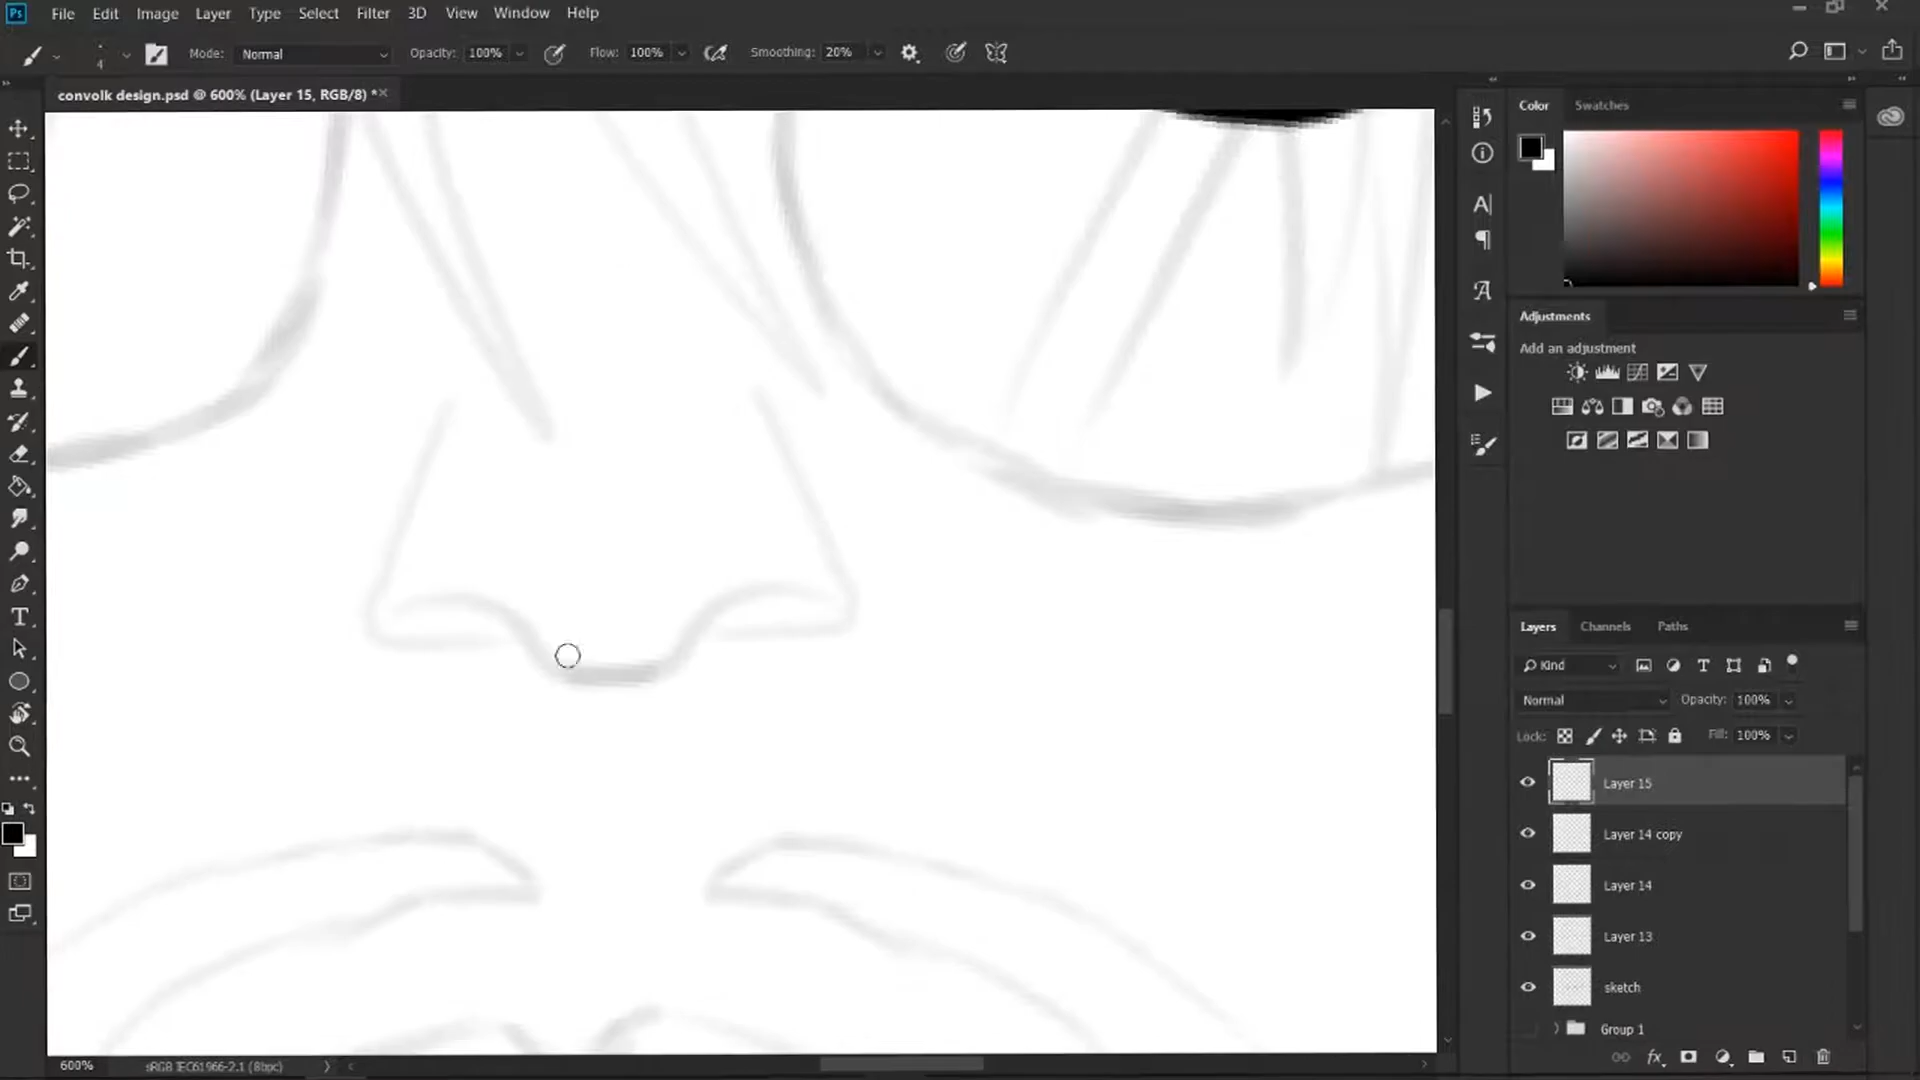 Ps File Edit Image Layer Type Select Filter 3D View Window Help
4 Mode: Normal Opacity: 100% Flow: 100% Smoothing: 20%
convolk design.psd @ 600% (Layer 15, RGB/8) *
Color Swatches
Adjustments
Add an adjustment
Layers Channels Paths
Kind
Normal Opacity: 100%
Lock: Fill: 100%
Layer 15
Layer 14 copy
Layer 14
Layer 13
sketch
Group 1
600% sRGB IEC61966-2.1 (8bpc)